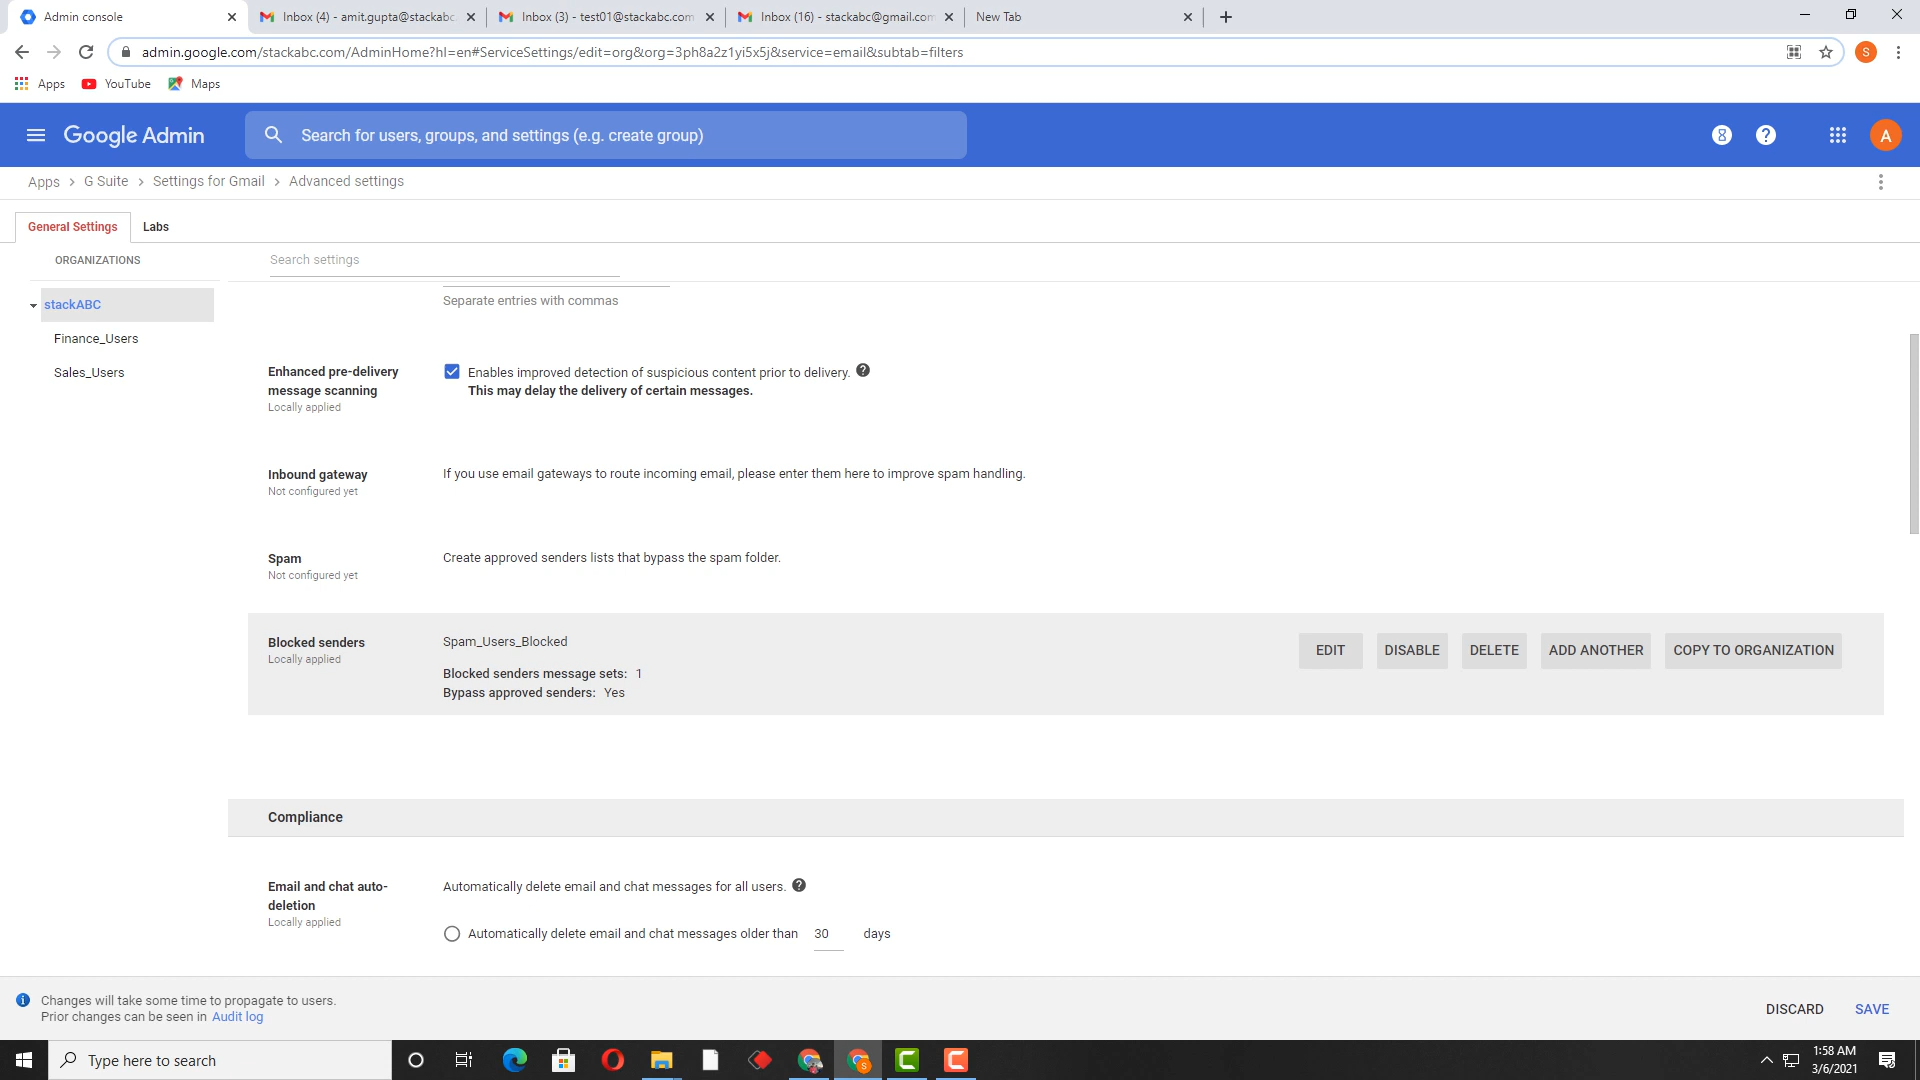 Admin console
Inbox (4) - amit.gupta@stackabc.
Inbox (3) - test01@stackabc.com
Inbox (16) - stackabc@gmail.com
New Tab
admin.google.com/stackabc.com/AdminHome?hl=en#ServiceSettings/edit=org&org=3ph8a2z1yi5x5j&service=email&subtab=filters
S
Apps
YouTube
Maps
Google Admin
Search for users, groups, and settings (e.g. create group)
A
Apps > G Suite > Settings for Gmail > Advanced settings
General Settings
Labs
ORGANIZATIONS
Search settings
stackABC
Finance_Users
Sales_Users
Separate entries with commas
Enhanced pre-delivery message scanning
Locally applied
Enables improved detection of suspicious content prior to delivery.
This may delay the delivery of certain messages.
Inbound gateway
Not configured yet
If you use email gateways to route incoming email, please enter them here to improve spam handling.
Spam
Not configured yet
Create approved senders lists that bypass the spam folder.
Blocked senders
Locally applied
Spam_Users_Blocked
Blocked senders message sets: 1
Bypass approved senders: Yes
EDIT
DISABLE
DELETE
ADD ANOTHER
COPY TO ORGANIZATION
Compliance
Email and chat auto-deletion
Locally applied
Automatically delete email and chat messages for all users.
Automatically delete email and chat messages older than 30 days
Changes will take some time to propagate to users.
Prior changes can be seen in Audit log
DISCARD
SAVE
Type here to search
1:58 AM
3/6/2021